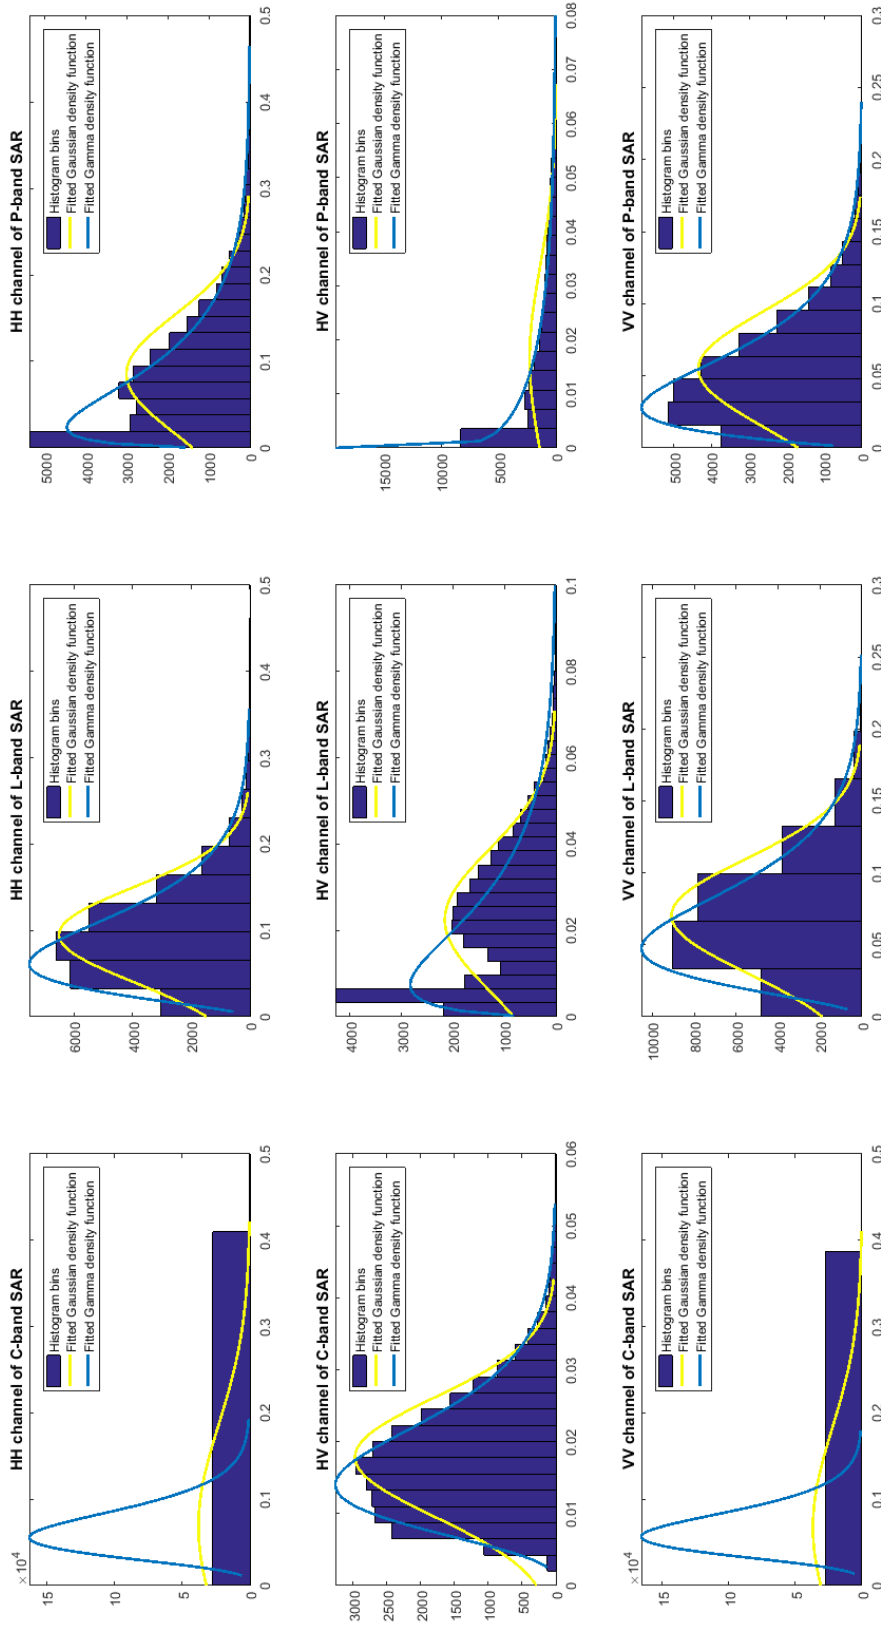 HH channel of C-band SAR
×10⁴
15
10
5
0
Histogram bins
Fitted Gaussian density function
Fitted Gamma density function
0 0.1 0.2 0.3 0.4 0.5
HH channel of L-band SAR
6000
4000
2000
0
Histogram bins
Fitted Gaussian density function
Fitted Gamma density function
0 0.1 0.2 0.3 0.4 0.5
HH channel of P-band SAR
5000
4000
3000
2000
1000
0
Histogram bins
Fitted Gaussian density function
Fitted Gamma density function
0 0.1 0.2 0.3 0.4 0.5
HV channel of C-band SAR
3000
2500
2000
1500
1000
500
0
Histogram bins
Fitted Gaussian density function
Fitted Gamma density function
0 0.01 0.02 0.03 0.04 0.05 0.06
HV channel of L-band SAR
4000
3000
2000
1000
0
Histogram bins
Fitted Gaussian density function
Fitted Gamma density function
0 0.02 0.04 0.06 0.08 0.1
HV channel of P-band SAR
15000
10000
5000
0
Histogram bins
Fitted Gaussian density function
Fitted Gamma density function
0 0.01 0.02 0.03 0.04 0.05 0.06 0.07 0.08
VV channel of C-band SAR
×10⁴
15
10
5
0
Histogram bins
Fitted Gaussian density function
Fitted Gamma density function
0 0.1 0.2 0.3 0.4 0.5
VV channel of L-band SAR
10000
8000
6000
4000
2000
0
Histogram bins
Fitted Gaussian density function
Fitted Gamma density function
0 0.05 0.1 0.15 0.2 0.25 0.3
VV channel of P-band SAR
5000
4000
3000
2000
1000
0
Histogram bins
Fitted Gaussian density function
Fitted Gamma density function
0 0.05 0.1 0.15 0.2 0.25 0.3